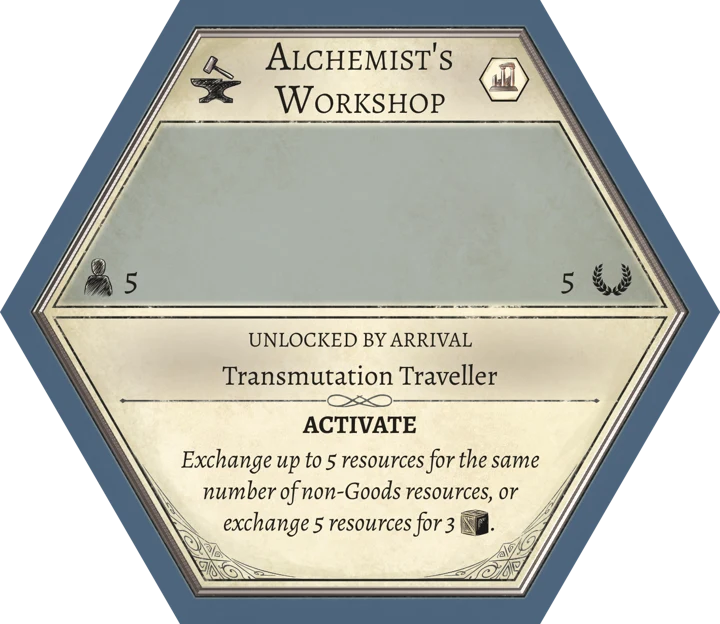 Alchemist's
Workshop
5
5
UNLOCKED BY ARRIVAL
Transmutation Traveller
ACTIVATE
Exchange up to 5 resources for the same
number of non-Goods resources, or
exchange 5 resources for 3 .